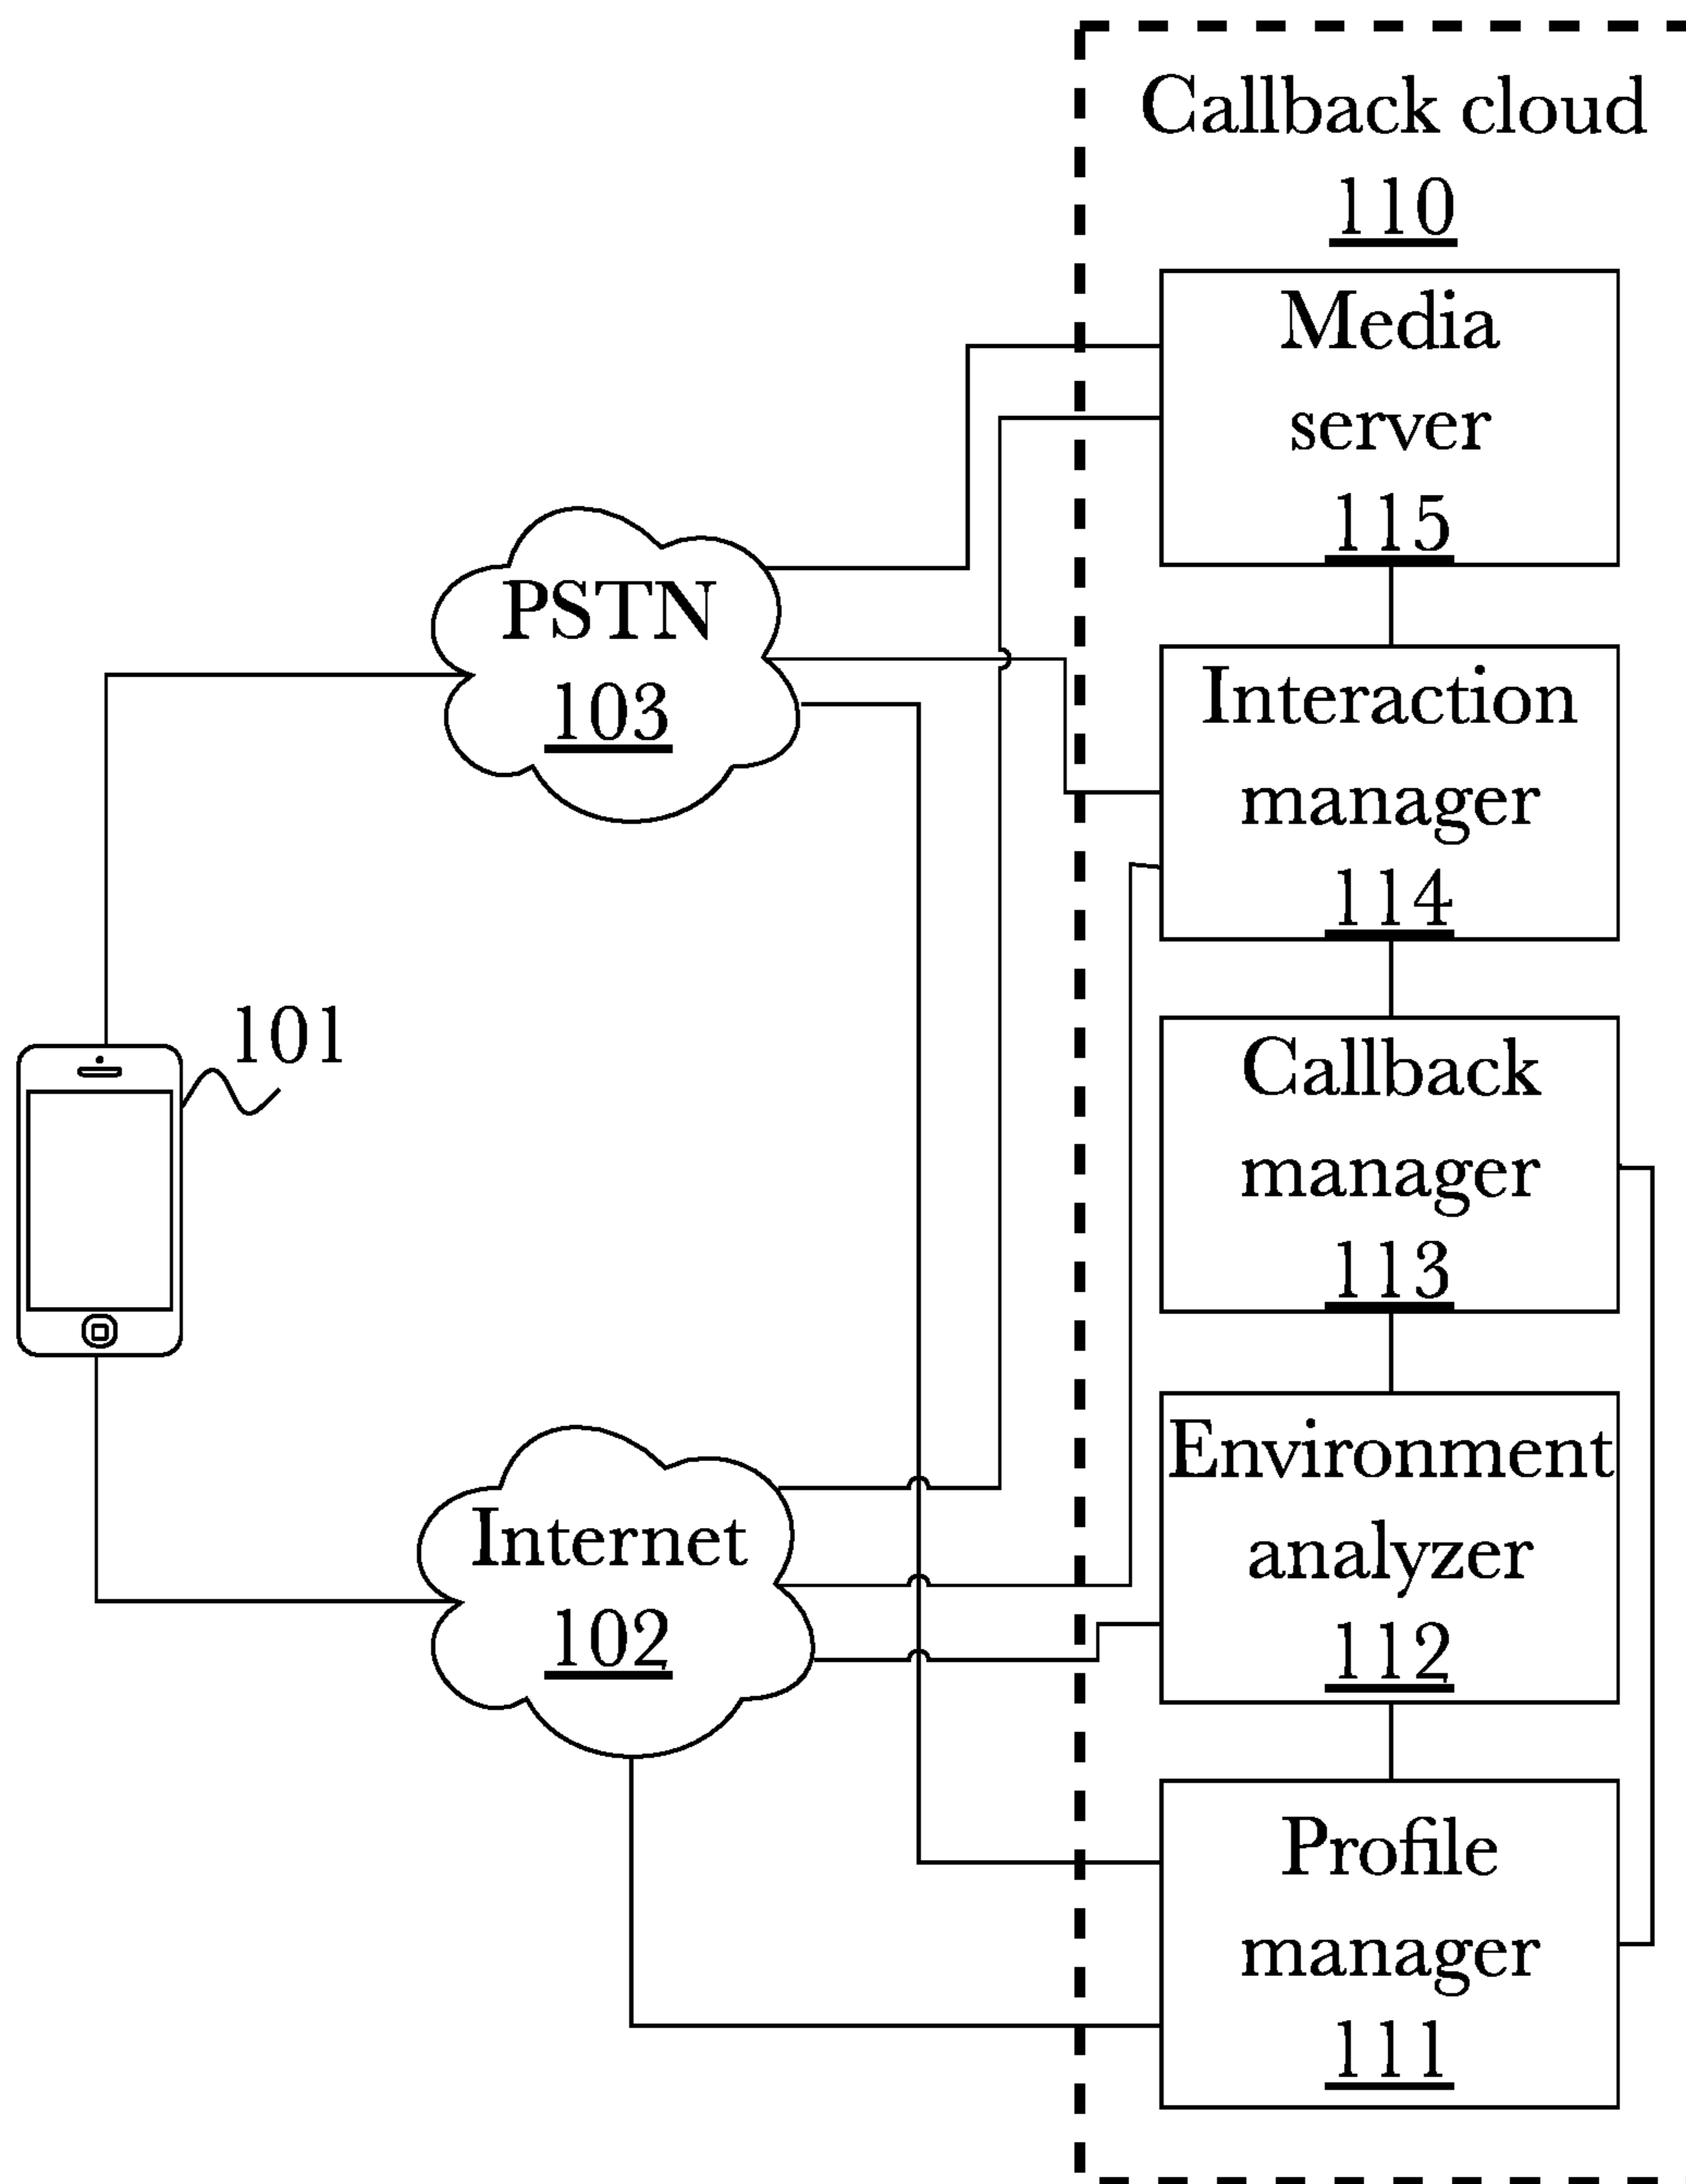 Callback cloud
110
Media
server
115
PSTN
103
Interaction
manager
114
101
Callback
manager
113
Environment
analyzer
112
Internet
102
Profile
manager
111